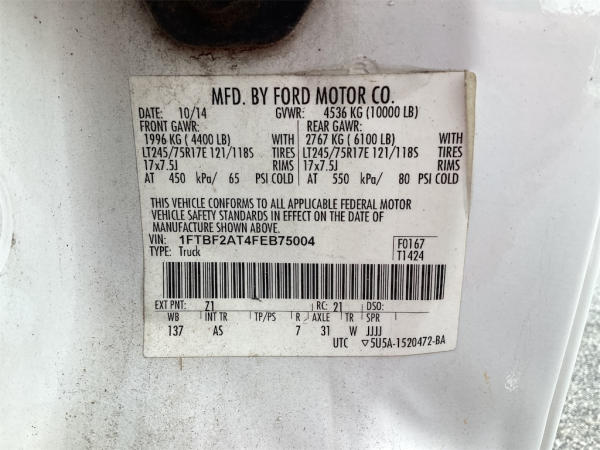 MFD. BY FORD MOTOR CO.
DATE: 10/14 GVWR: 4536 KG (10000 LB)
FRONT GAWR: REAR GAWR:
1996 KG ( 4400 LB) WITH 2767 KG ( 6100 LB) WITH
LT245/75R17E 121/118S TIRES LT245/75R17E 121/118S TIRES
17x7.5J RIMS 17x7.5J RIMS
AT 450 kPa/ 65 PSI COLD AT 550 kPa/ 80 PSI COLD
THIS VEHICLE CONFORMS TO ALL APPLICABLE FEDERAL MOTOR
VEHICLE SAFETY STANDARDS IN EFFECT ON THE DATE OF
MANUFACTURE SHOWN ABOVE.
VIN: 1FTBF2AT4FEB75004 F0167
TYPE: Truck T1424
EXT PNT: Z1 RC: 21 DSO:
WB INT TR TP/PS R AXLE TR SPR
137 AS 7 31 W JJJJ
UTC ▽5U5A-1520472-BA